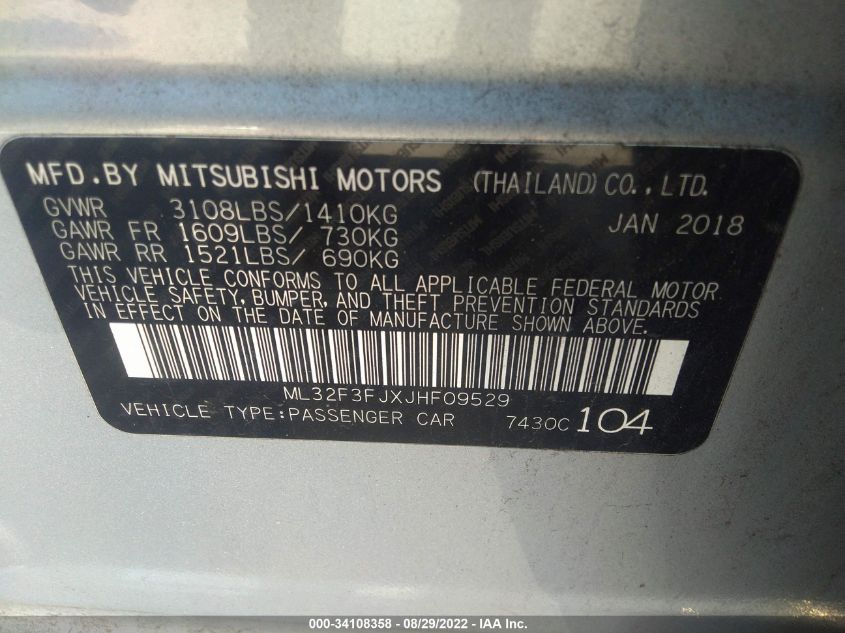 MFD.BY MITSUBISHI MOTORS (THAILAND) CO.,LTD.
GVWR 3108LBS/1410KG JAN 2018
GAWR FR 1609LBS/ 730KG
GAWR RR 1521LBS/ 690KG
THIS VEHICLE CONFORMS TO ALL APPLICABLE FEDERAL MOTOR
VEHICLE SAFETY, BUMPER, AND THEFT PREVENTION STANDARDS
IN EFFECT ON THE DATE OF MANUFACTURE SHOWN ABOVE.
ML32F3FJXJHF09529
VEHICLE TYPE:PASSENGER CAR 7430C 104
000-34108358 - 08/29/2022 - IAA Inc.